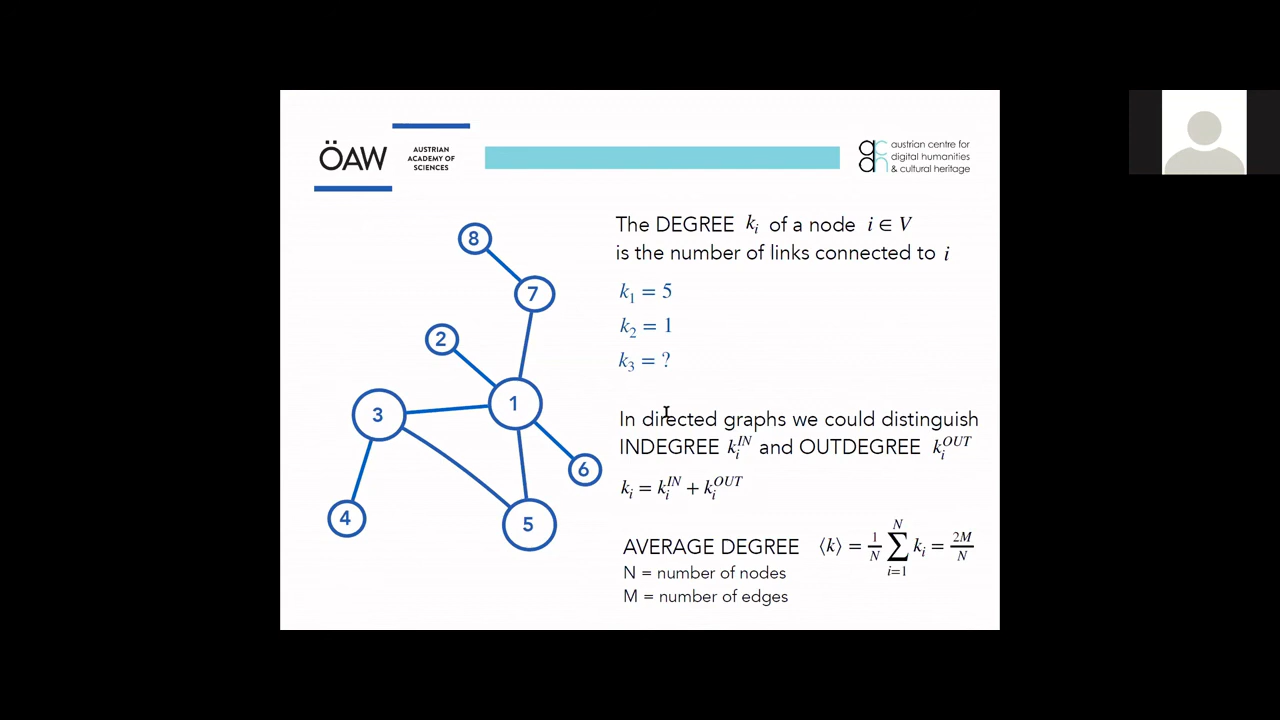 ÖAW
AUSTRIAN
ACADEMY OF
SCIENCES
austrian centre for
digital humanities
& cultural heritage
The DEGREE k_i of a node i ∈ V
is the number of links connected to i
k_1 = 5
k_2 = 1
k_3 = ?
In directed graphs we could distinguish
INDEGREE k_i^{IN} and OUTDEGREE k_i^{OUT}
k_i = k_i^{IN} + k_i^{OUT}
AVERAGE DEGREE ⟨k⟩ = \frac{1}{N} \sum_{i=1}^{N} k_i = \frac{2M}{N}
N = number of nodes
M = number of edges
8
7
2
1
3
6
4
5